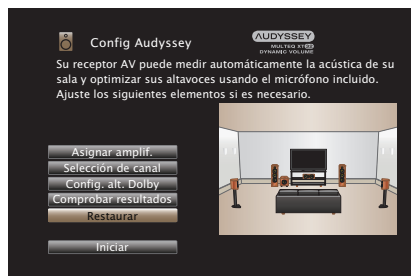 Config Audyssey
AUDYSSEY
MULTEQ XT32
DYNAMIC VOLUME
Su receptor AV puede medir automáticamente la acústica de su
sala y optimizar sus altavoces usando el micrófono incluido.
Ajuste los siguientes elementos si es necesario.
Asignar amplif.
Selección de canal
Config. alt. Dolby
Comprobar resultados
Restaurar
Iniciar